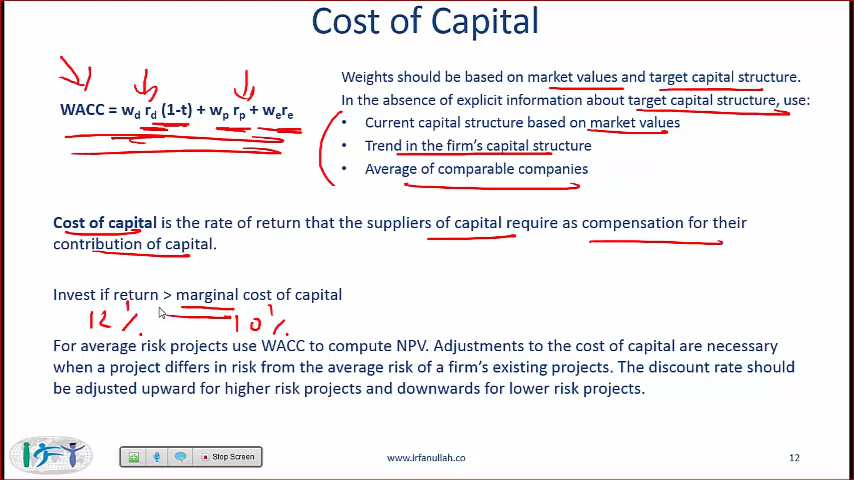 Cost of Capital
WACC = wd rd (1-t) + wp rp + were
Weights should be based on market values and target capital structure.
In the absence of explicit information about target capital structure, use:
• Current capital structure based on market values
• Trend in the firm's capital structure
• Average of comparable companies
Cost of capital is the rate of return that the suppliers of capital require as compensation for their
contribution of capital.
Invest if return > marginal cost of capital
12% 10%
For average risk projects use WACC to compute NPV. Adjustments to the cost of capital are necessary
when a project differs in risk from the average risk of a firm's existing projects. The discount rate should
be adjusted upward for higher risk projects and downwards for lower risk projects.
IFT
Stop Screen
www.irfanullah.co
12